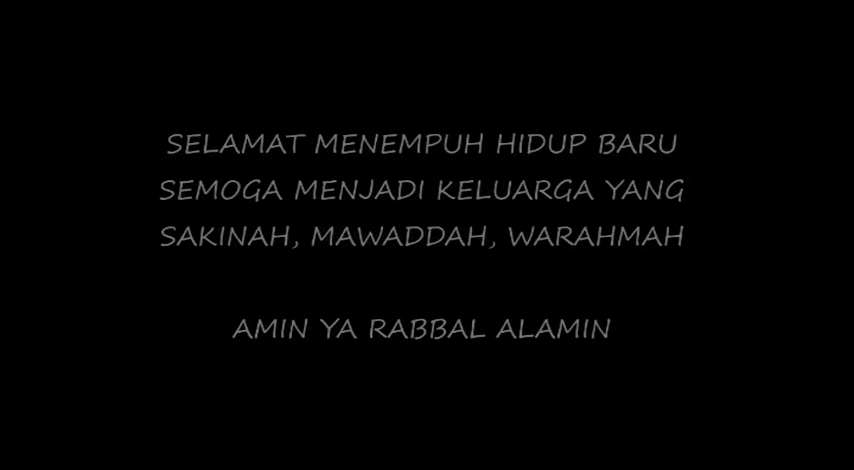 SELAMAT MENEMPUH HIDUP BARU
SEMOGA MENJADI KELUARGA YANG
SAKINAH, MAWADDAH, WARAHMAH
AMIN YA RABBAL ALAMIN